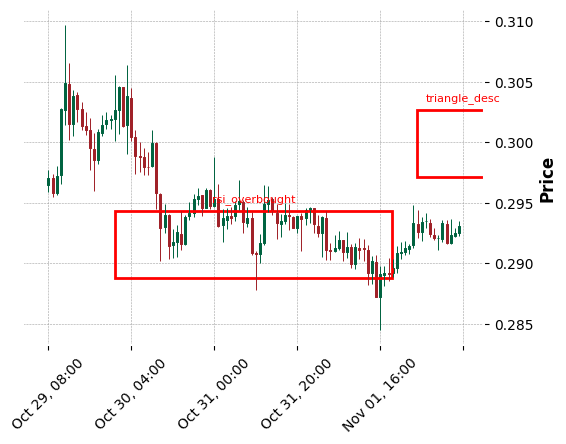 0.310
0.305
triangle_desc
0.300
Price
0.295
rsi_overbought
0.290
0.285
Oct 29, 08:00
Oct 30, 04:00
Oct 31, 00:00
Oct 31, 20:00
Nov 01, 16:00